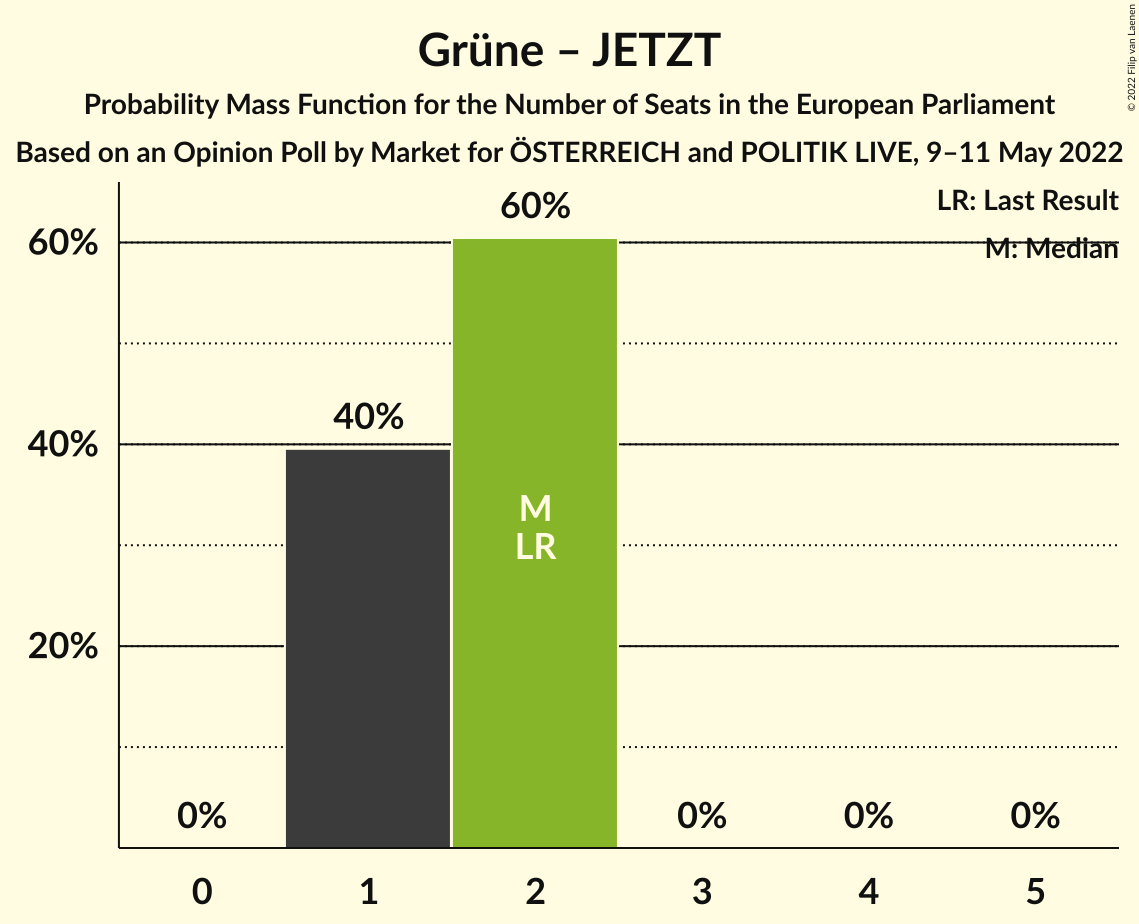 Grüne – JETZT
Probability Mass Function for the Number of Seats in the European Parliament
Based on an Opinion Poll by Market for ÖSTERREICH and POLITIK LIVE, 9–11 May 2022
© 2022 Filip van Laenen
LR: Last Result
M: Median
60%
40%
20%
0%
40%
60%
M
LR
0%
0%
0%
0
1
2
3
4
5